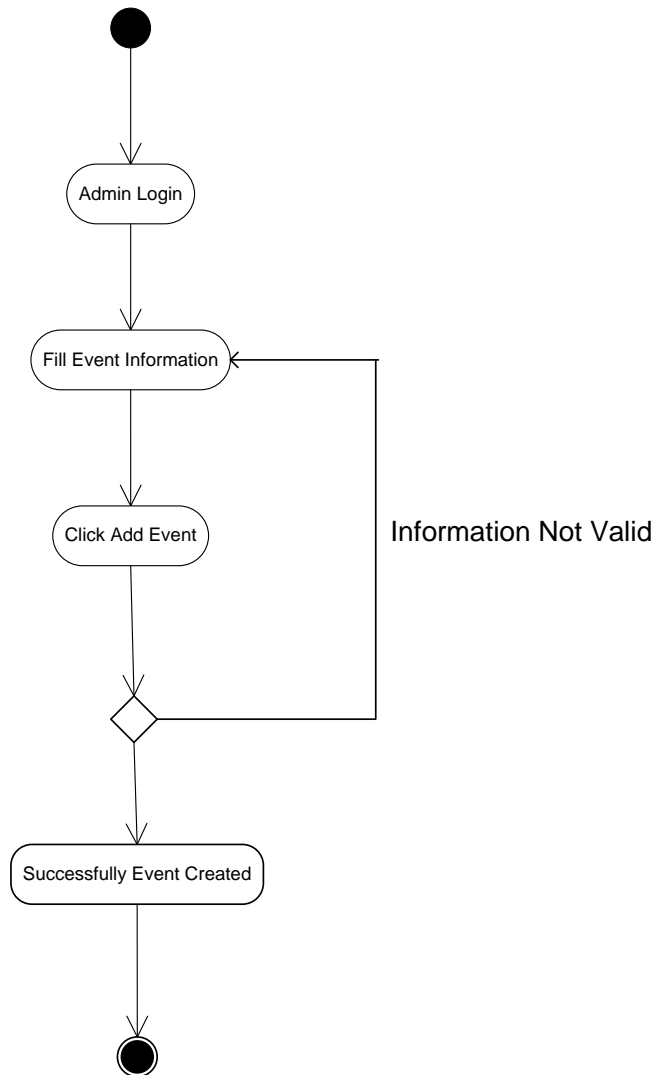 Admin Login
Fill Event Information
Click Add Event
Information Not Valid
Successfully Event Created